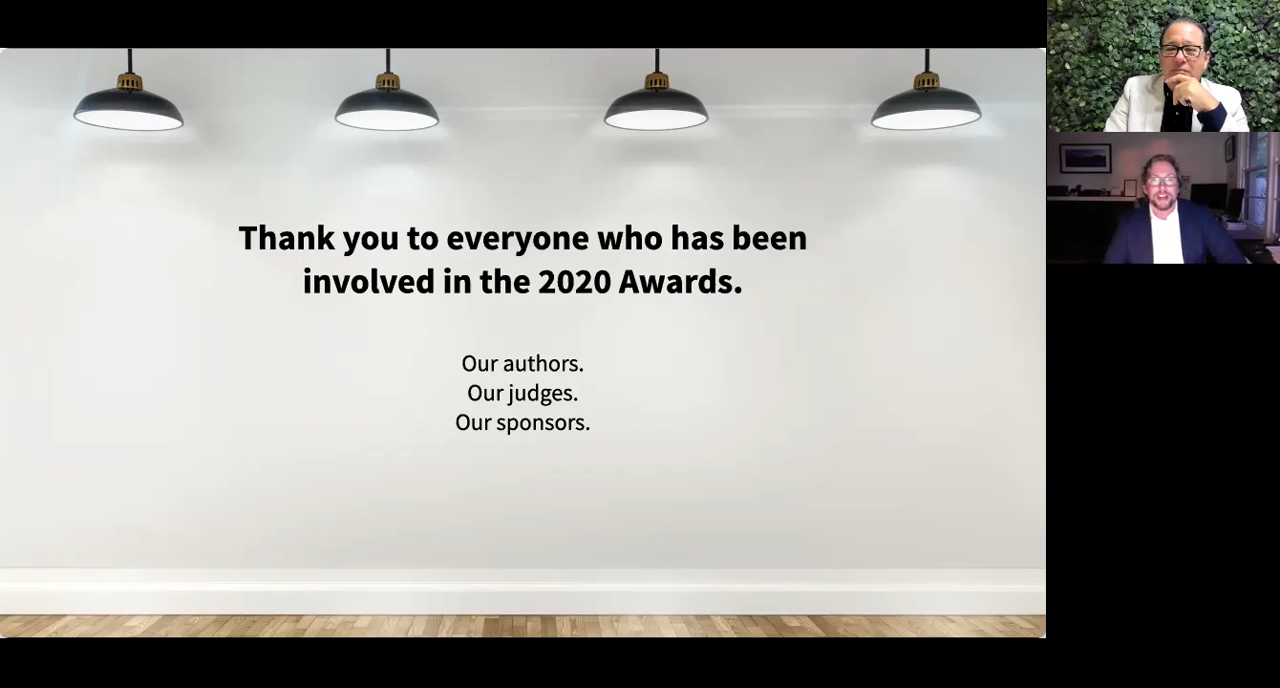 Thank you to everyone who has been
involved in the 2020 Awards.
Our authors.
Our judges.
Our sponsors.